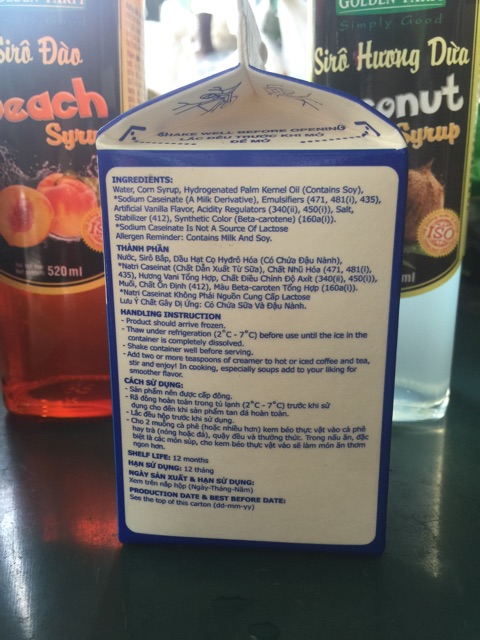 GOLDEN FARM
GOLDEN FARM
Simply Good
Sirô Đào
Peach
Syrup
520 ml
Sirô Hương Dừa
Coconut
Syrup
ISO
ISO
SHAKE WELL BEFORE OPENING
LẮC ĐỀU TRƯỚC KHI MỞ
ĐỂ MỞ
INGREDIENTS:
Water, Corn Syrup, Hydrogenated Palm Kernel Oil (Contains Soy),
*Sodium Caseinate (A Milk Derivative), Emulsifiers (471, 481(i), 435),
Artificial Vanilla Flavor, Acidity Regulators (340(ii), 450(i)), Salt,
Stabilizer (412), Synthetic Color (Beta-carotene) (160a(i)).
*Sodium Caseinate Is Not A Source Of Lactose
Allergen Reminder: Contains Milk And Soy.
THÀNH PHẦN
Nước, Sirô Bắp, Dầu Hạt Cọ Hyđrô Hóa (Có Chứa Đậu Nành),
*Natri Caseinat (Chất Dẫn Xuất Từ Sữa), Chất Nhũ Hóa (471, 481(i),
435), Hương Vani Tổng Hợp, Chất Điều Chỉnh Độ Axit (340(ii), 450(i)),
Muối, Chất Ổn Định (412), Màu Beta-caroten Tổng Hợp (160a(i)).
*Natri Caseinat Không Phải Nguồn Cung Cấp Lactose
Lưu Ý Chất Gây Dị Ứng: Có Chứa Sữa Và Đậu Nành.
HANDLING INSTRUCTION
- Product should arrive frozen.
- Thaw under refrigeration (2°C - 7°C) before use until the ice in the
container is completely dissolved.
- Shake container well before serving.
- Add two or more teaspoons of creamer to hot or iced coffee and tea,
stir and enjoy! In cooking, especially soups add to your liking for
smoother flavor.
CÁCH SỬ DỤNG:
- Sản phẩm nên được cấp đông.
- Rã đông hoàn toàn trong tủ lạnh (2°C - 7°C) trước khi sử
dụng cho đến khi sản phẩm tan đá hoàn toàn.
- Lắc đều hộp trước khi sử dụng.
- Cho 2 muỗng cà phê (hoặc nhiều hơn) kem béo thực vật vào cà phê
hay trà (nóng hoặc đá), quậy đều và thưởng thức. Trong nấu ăn, đặc
biệt là các món súp, cho kem béo thực vật vào sẽ làm món ăn thơm
ngon hơn.
SHELF LIFE: 12 months
HẠN SỬ DỤNG: 12 tháng
NGÀY SẢN XUẤT & HẠN SỬ DỤNG:
Xem trên nắp hộp (Ngày-Tháng-Năm)
PRODUCTION DATE & BEST BEFORE DATE:
See the top of this carton (dd-mm-yy)